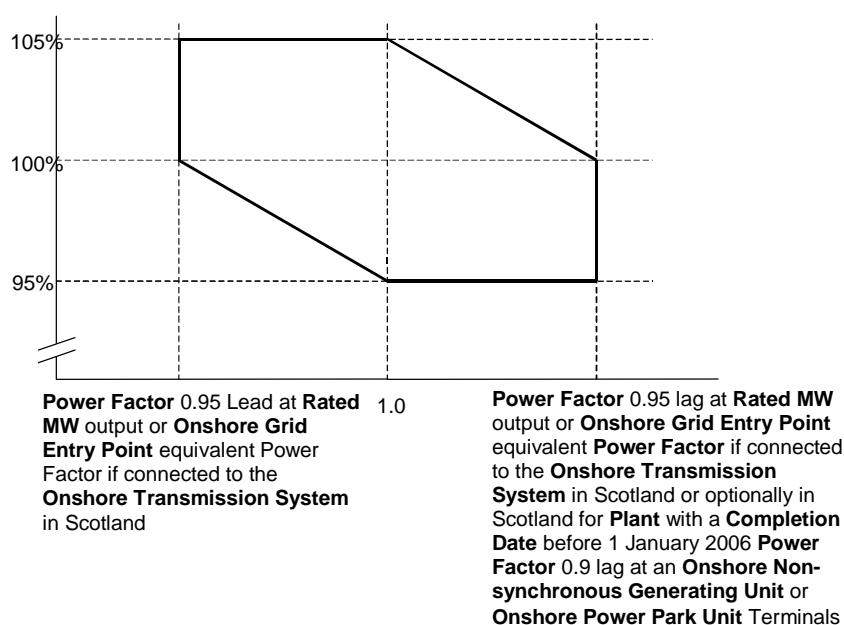 105%
100%
95%
Power Factor 0.95 Lead at Rated
MW output or Onshore Grid
Entry Point equivalent Power
Factor if connected to the
Onshore Transmission System
in Scotland
1.0
Power Factor 0.95 lag at Rated MW
output or Onshore Grid Entry Point
equivalent Power Factor if connected
to the Onshore Transmission
System in Scotland or optionally in
Scotland for Plant with a Completion
Date before 1 January 2006 Power
Factor 0.9 lag at an Onshore Non-
synchronous Generating Unit or
Onshore Power Park Unit Terminals